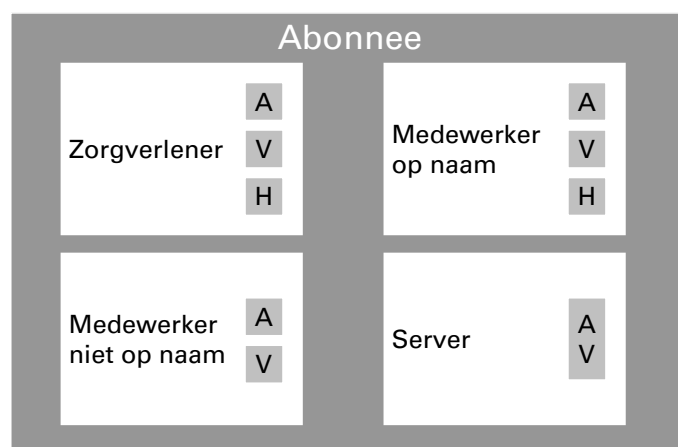 Abonnee
Zorgverlener
A
V
H
Medewerker
op naam
A
V
H
Medewerker
niet op naam
A
V
Server
A
V